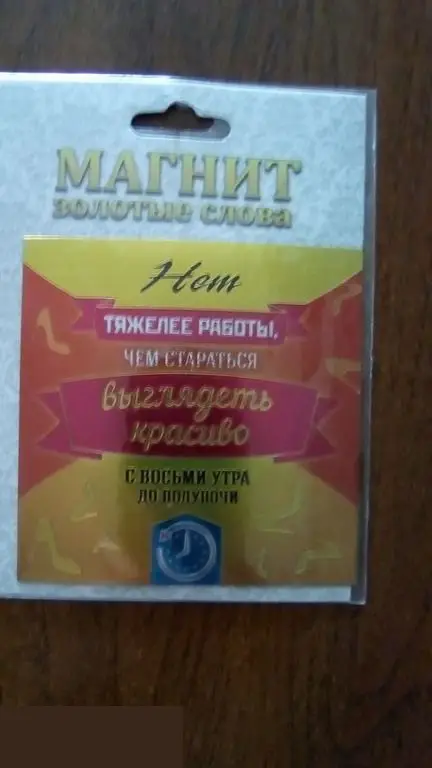 МАГНИТ
ЗОЛОТЫЕ СЛОВА
Нет
ТЯЖЕЛЕЕ РАБОТЫ,
ЧЕМ СТАРАТЬСЯ
выглядеть
красиво
С ВОСЬМИ УТРА
ДО ПОЛУНОЧИ